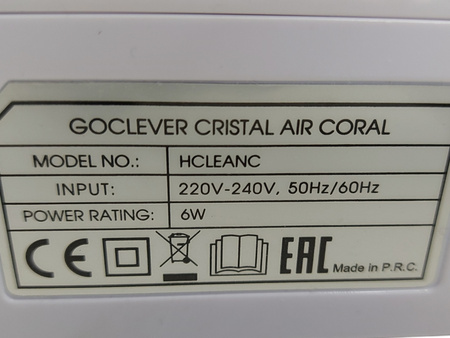 GOCLEVER CRISTAL AIR CORAL
MODEL NO.: HCLEANC
INPUT: 220V-240V, 50Hz/60Hz
POWER RATING: 6W
CE EAC Made in P.R.C.